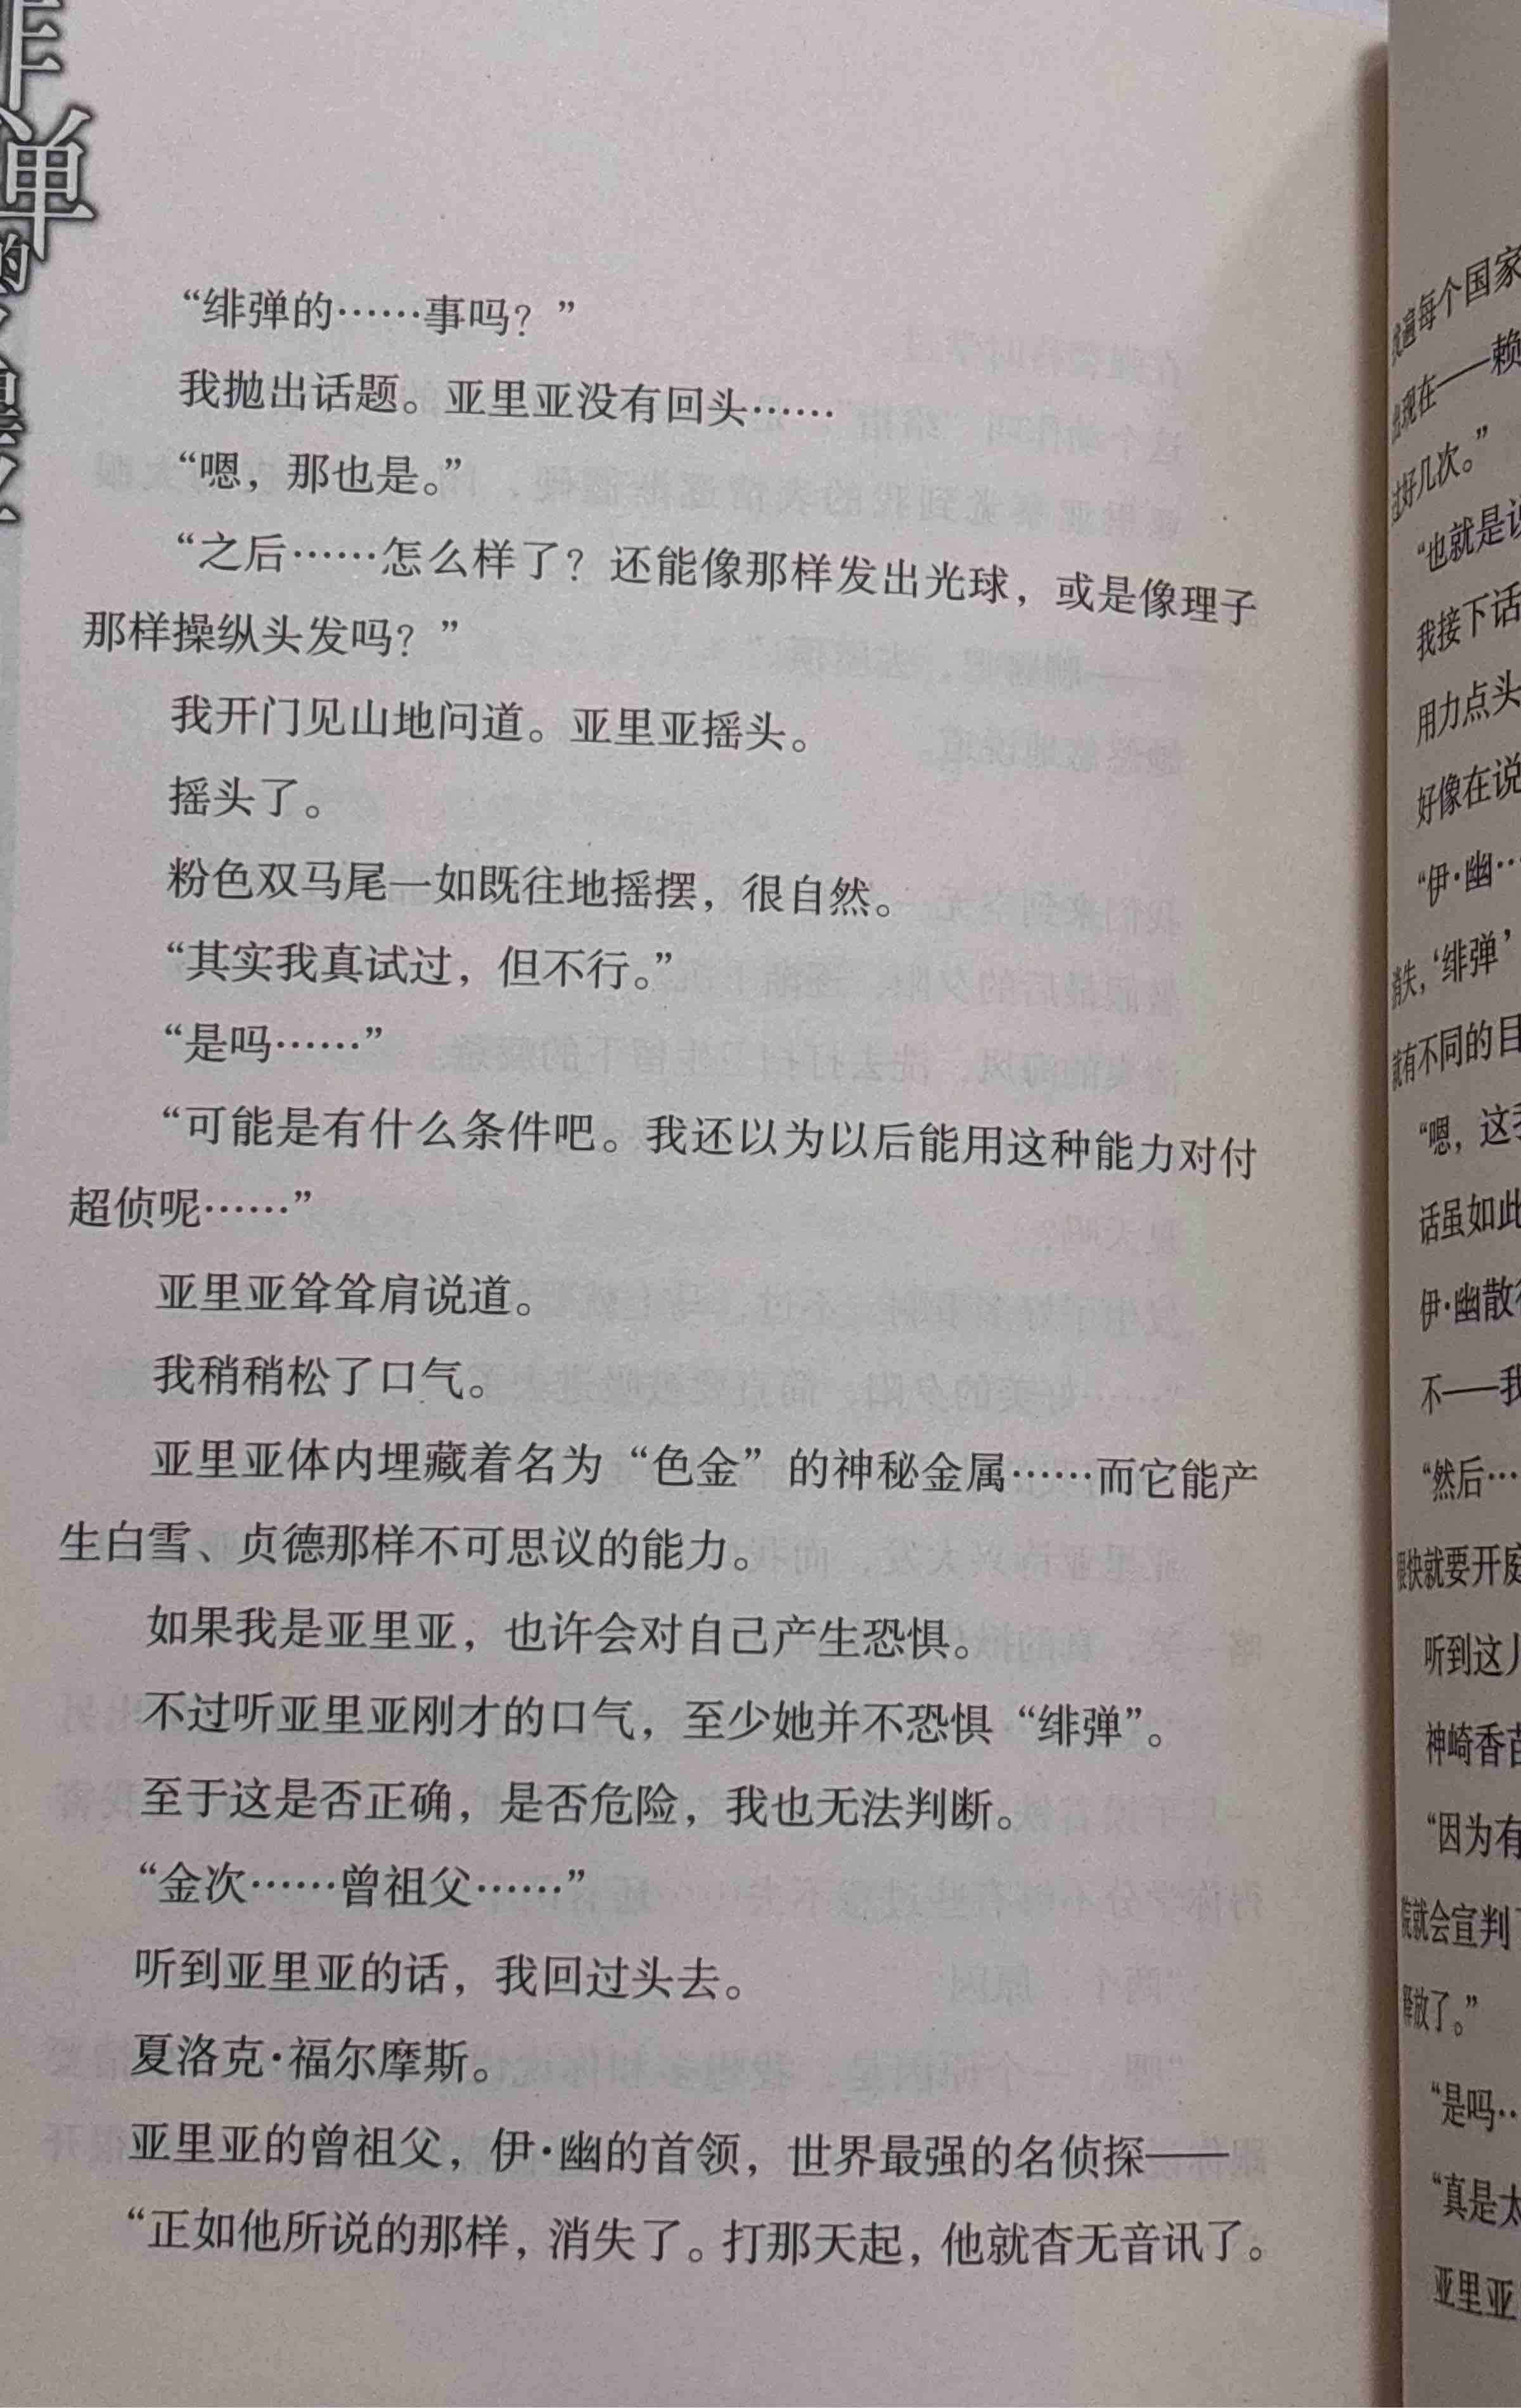 弹
的
“绯弹的……事吗？”
我抛出话题。亚里亚没有回头……
“嗯，那也是。”
“之后……怎么样了？还能像那样发出光球，或是像理子
那样操纵头发吗？”
我开门见山地问道。亚里亚摇头。
摇头了。
粉色双马尾一如既往地摇摆，很自然。
“其实我真试过，但不行。”
“是吗……”
“可能是有什么条件吧。我还以为以后能用这种能力对付
超侦呢……”
亚里亚耸耸肩说道。
我稍稍松了口气。
亚里亚体内埋藏着名为“色金”的神秘金属……而它能产
生白雪、贞德那样不可思议的能力。
如果我是亚里亚，也许会对自己产生恐惧。
不过听亚里亚刚才的口气，至少她并不恐惧“绯弹”。
至于这是否正确，是否危险，我也无法判断。
“金次……曾祖父……”
听到亚里亚的话，我回过头去。
夏洛克·福尔摩斯。
亚里亚的曾祖父，伊·幽的首领，世界最强的名侦探——
“正如他所说的那样，消失了。打那天起，他就杳无音讯了。
遍每个国家
出现在——赖
过好几次。”
“也就是说
我接下话
用力点头
好像在说
“伊·幽…
消失，‘绯弹’
就有不同的目
“嗯，这我
话虽如此
伊·幽散
不——我
“然后…
很快就要开庭
听到这儿
神崎香苗
“因为有
院就会宣判
释放了。”
“是吗…
“真是太
亚里亚